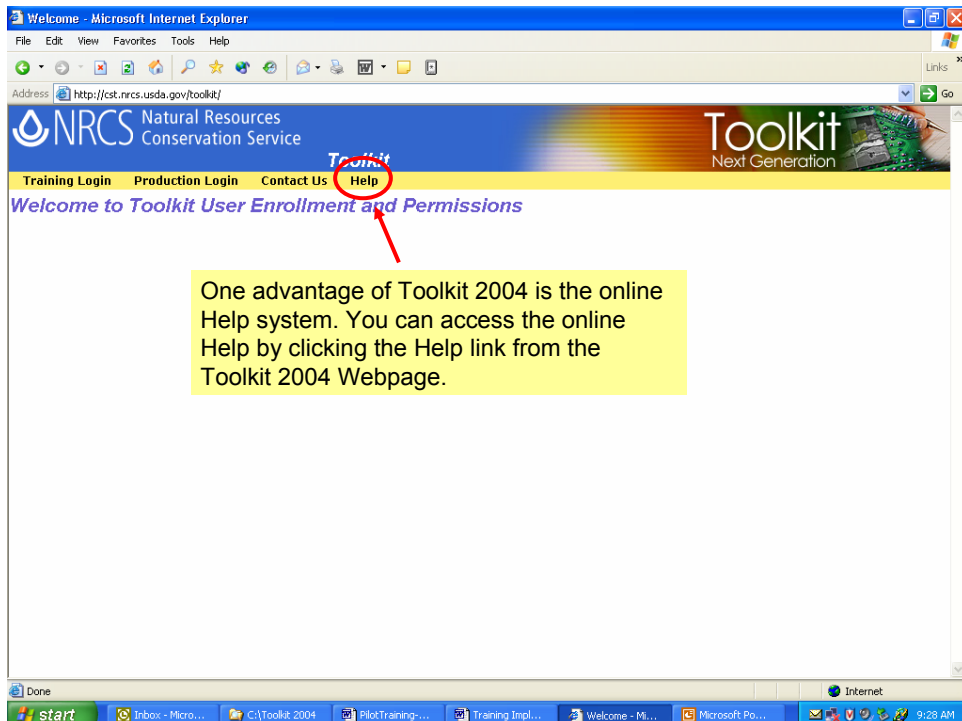 Welcome - Microsoft Internet Explorer
File Edit View Favorites Tools Help
Links »
Address http://cst.nrcs.usda.gov/toolkit/ Go
NRCS Natural Resources
Conservation Service
Toolkit
Toolkit
Next Generation
Training Login Production Login Contact Us Help
Welcome to Toolkit User Enrollment and Permissions
One advantage of Toolkit 2004 is the online
Help system. You can access the online
Help by clicking the Help link from the
Toolkit 2004 Webpage.
Done Internet
start Inbox - Micro... C:\Toolkit 2004 PilotTraining-... Training Impl... Welcome - Mi... Microsoft Po... 9:28 AM